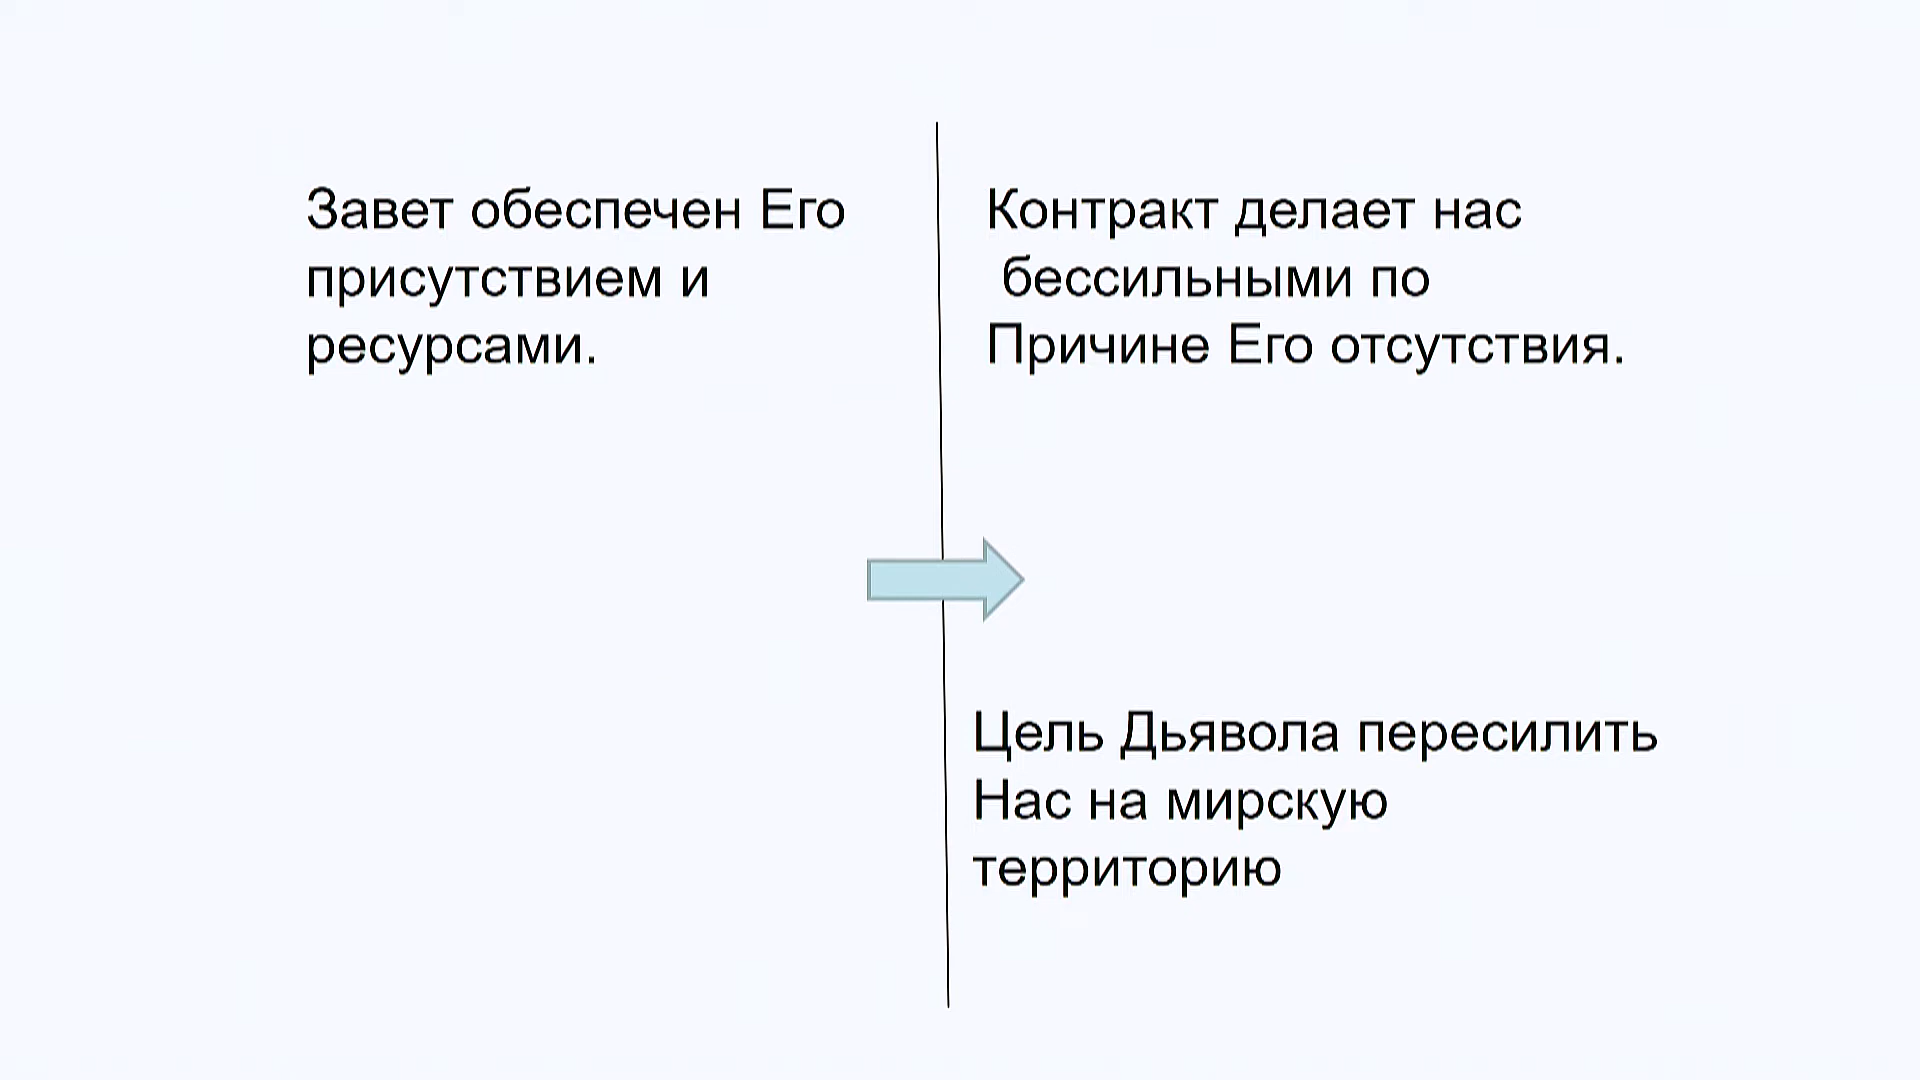 Завет обеспечен Его
присутствием и
ресурсами.
Контракт делает нас
бессильными по
Причине Его отсутствия.
Цель Дьявола пересилить
Нас на мирскую
территорию